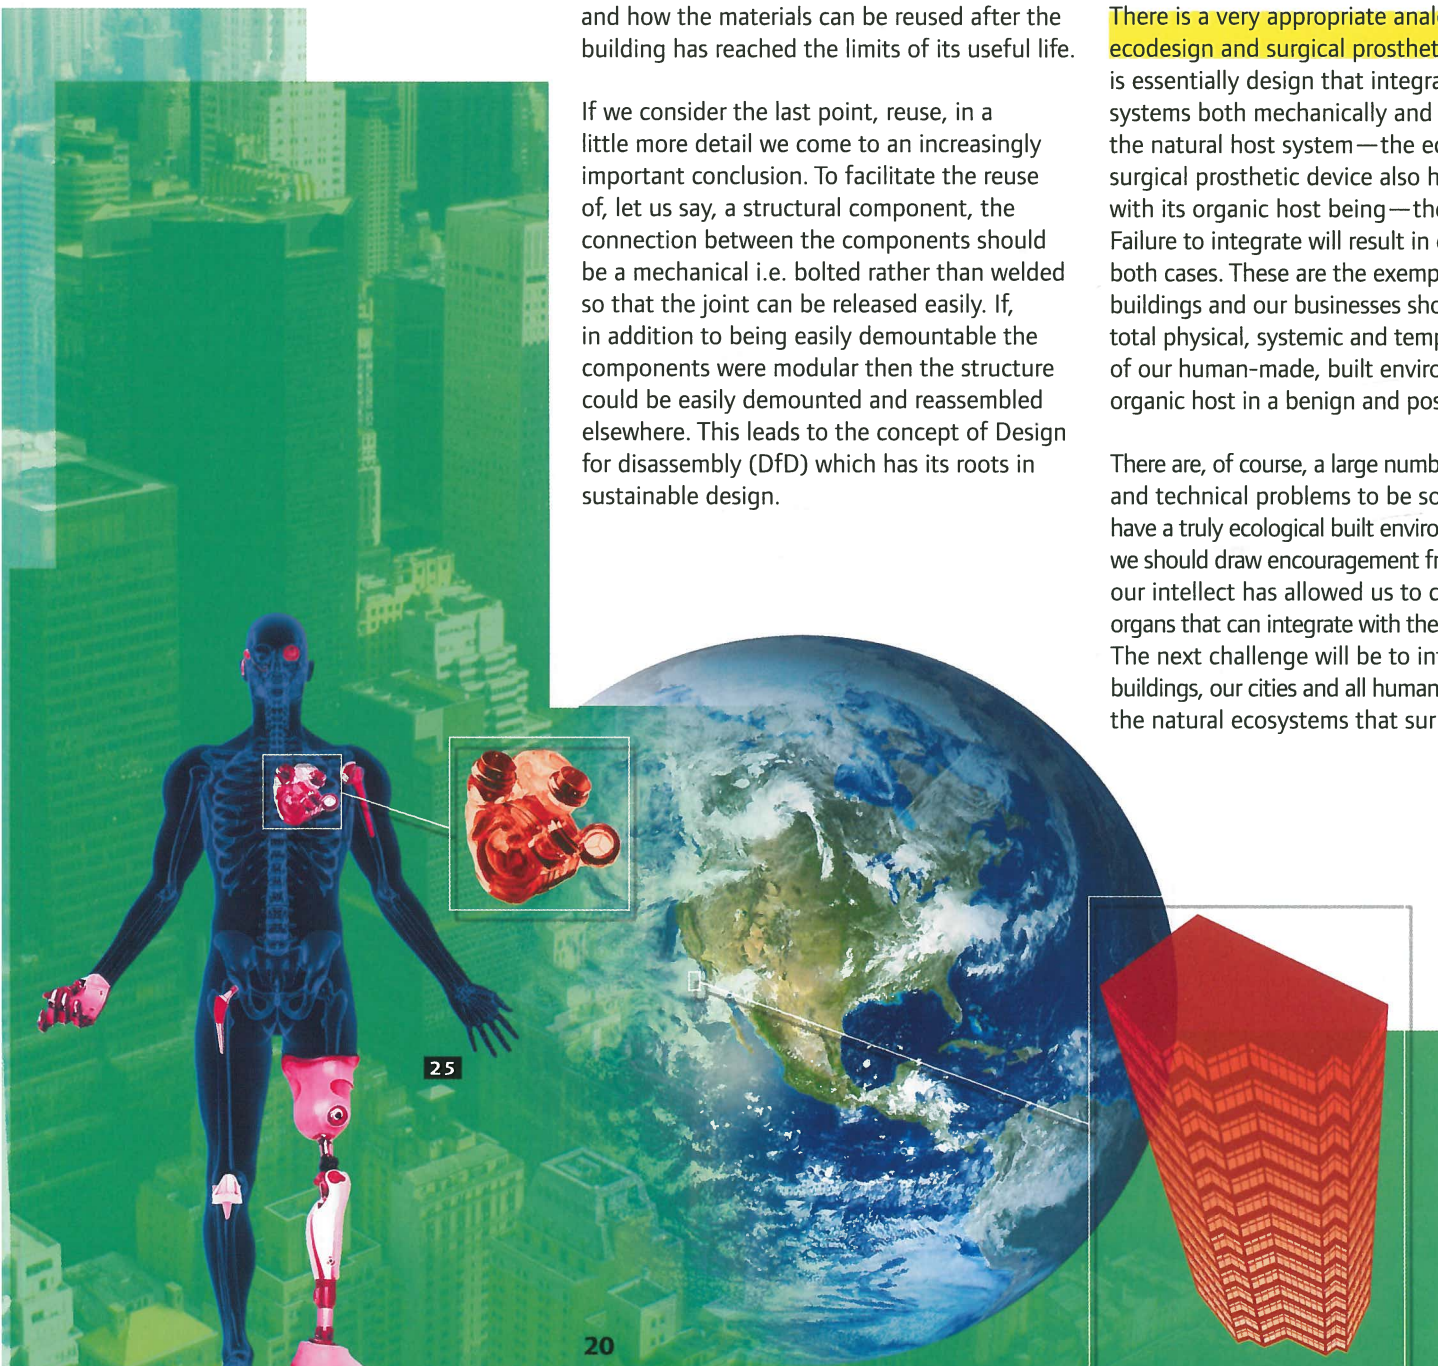 and how the materials can be reused after the
building has reached the limits of its useful life.
If we consider the last point, reuse, in a
little more detail we come to an increasingly
important conclusion. To facilitate the reuse
of, let us say, a structural component, the
connection between the components should
be a mechanical i.e. bolted rather than welded
so that the joint can be released easily. If,
in addition to being easily demountable the
components were modular then the structure
could be easily demounted and reassembled
elsewhere. This leads to the concept of Design
for disassembly (DfD) which has its roots in
sustainable design.
There is a very appropriate
ecodesign and surgical
is essentially design that
systems both mechanically and
the natural host system—the
surgical prosthetic device also
with its organic host being—
Failure to integrate will result in
both cases. These are the
buildings and our businesses
total physical, systemic and
of our human-made, built
organic host in a benign and
There are, of course, a large
and technical problems to be
have a truly ecological built
we should draw encouragement
our intellect has allowed us to
organs that can integrate with the
The next challenge will be to
buildings, our cities and all human
the natural ecosystems that
25
20